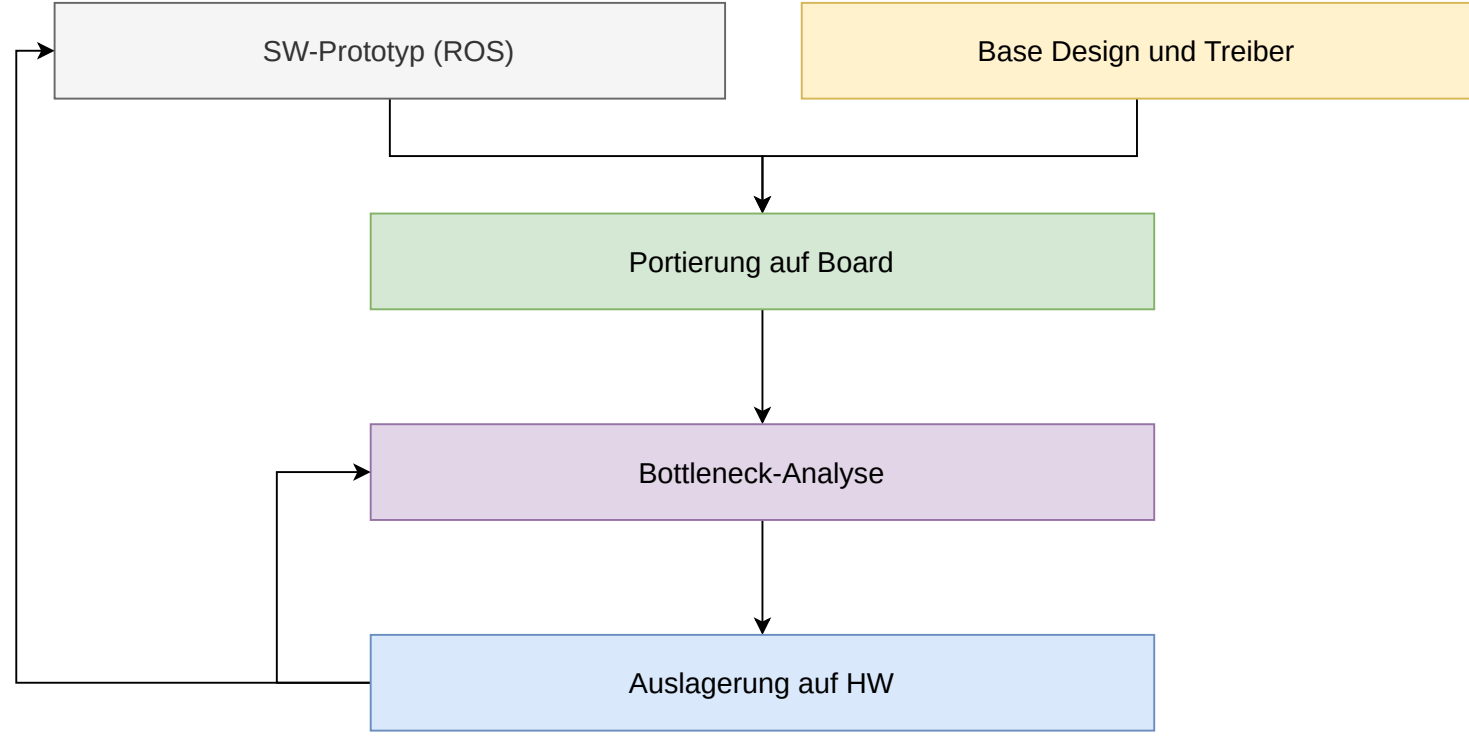 SW-Prototyp (ROS)
Base Design und Treiber
Portierung auf Board
Bottleneck-Analyse
Auslagerung auf HW